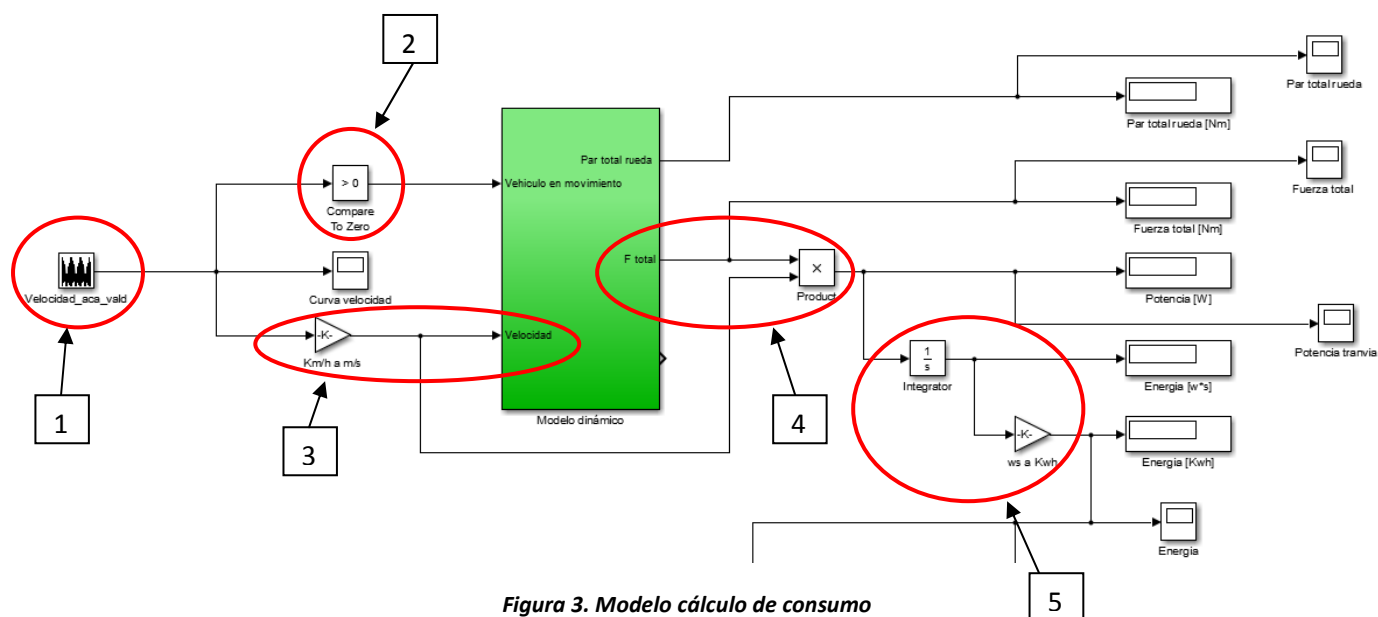 2
Par total rueda
Par total rueda [Nm]
Par total rueda
Vehiculo en movimiento
> 0
Compare
To Zero
Fuerza total
Fuerza total [Nm]
F total
×
Product
Velocidad_aca_vald
Curva velocidad
Potencia [W]
-K-
Km/h a m/s
Velocidad
Potencia tranvia
1
s
Integrator
Energia [w*s]
1
3
4
Modelo dinámico
-K-
ws a Kwh
Energia [Kwh]
Energia
5
Figura 3. Modelo cálculo de consumo